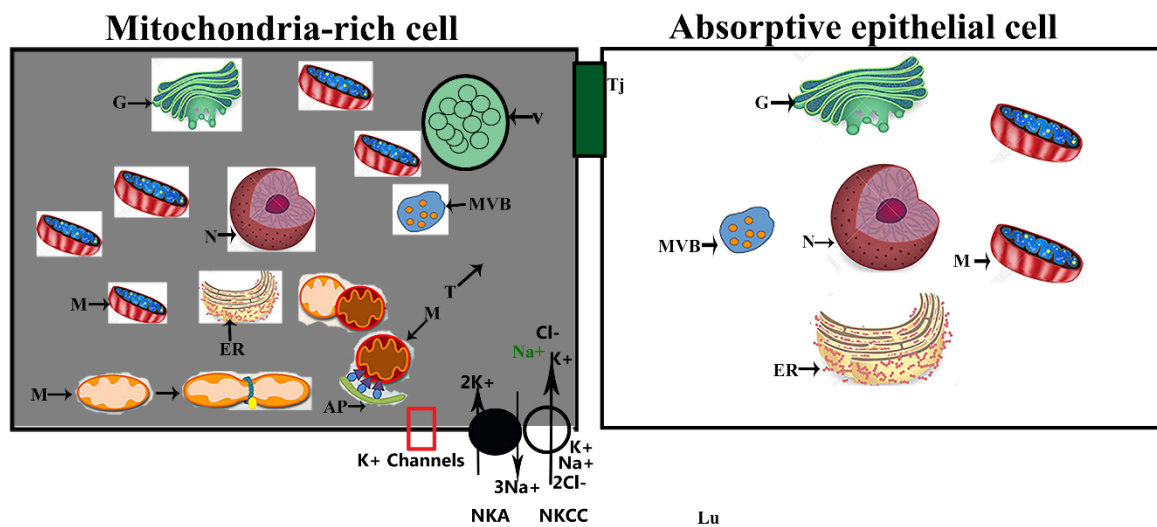 Mitochondria-rich cell
Absorptive epithelial cell
G
V
Tj
G
MVB
N
M
T
M
ER
M
AP
Cl-
Na+
K+
2K+
K+ Channels
K+
Na+
2Cl-
3Na+
NKA
NKCC
MVB
N
M
ER
Lu